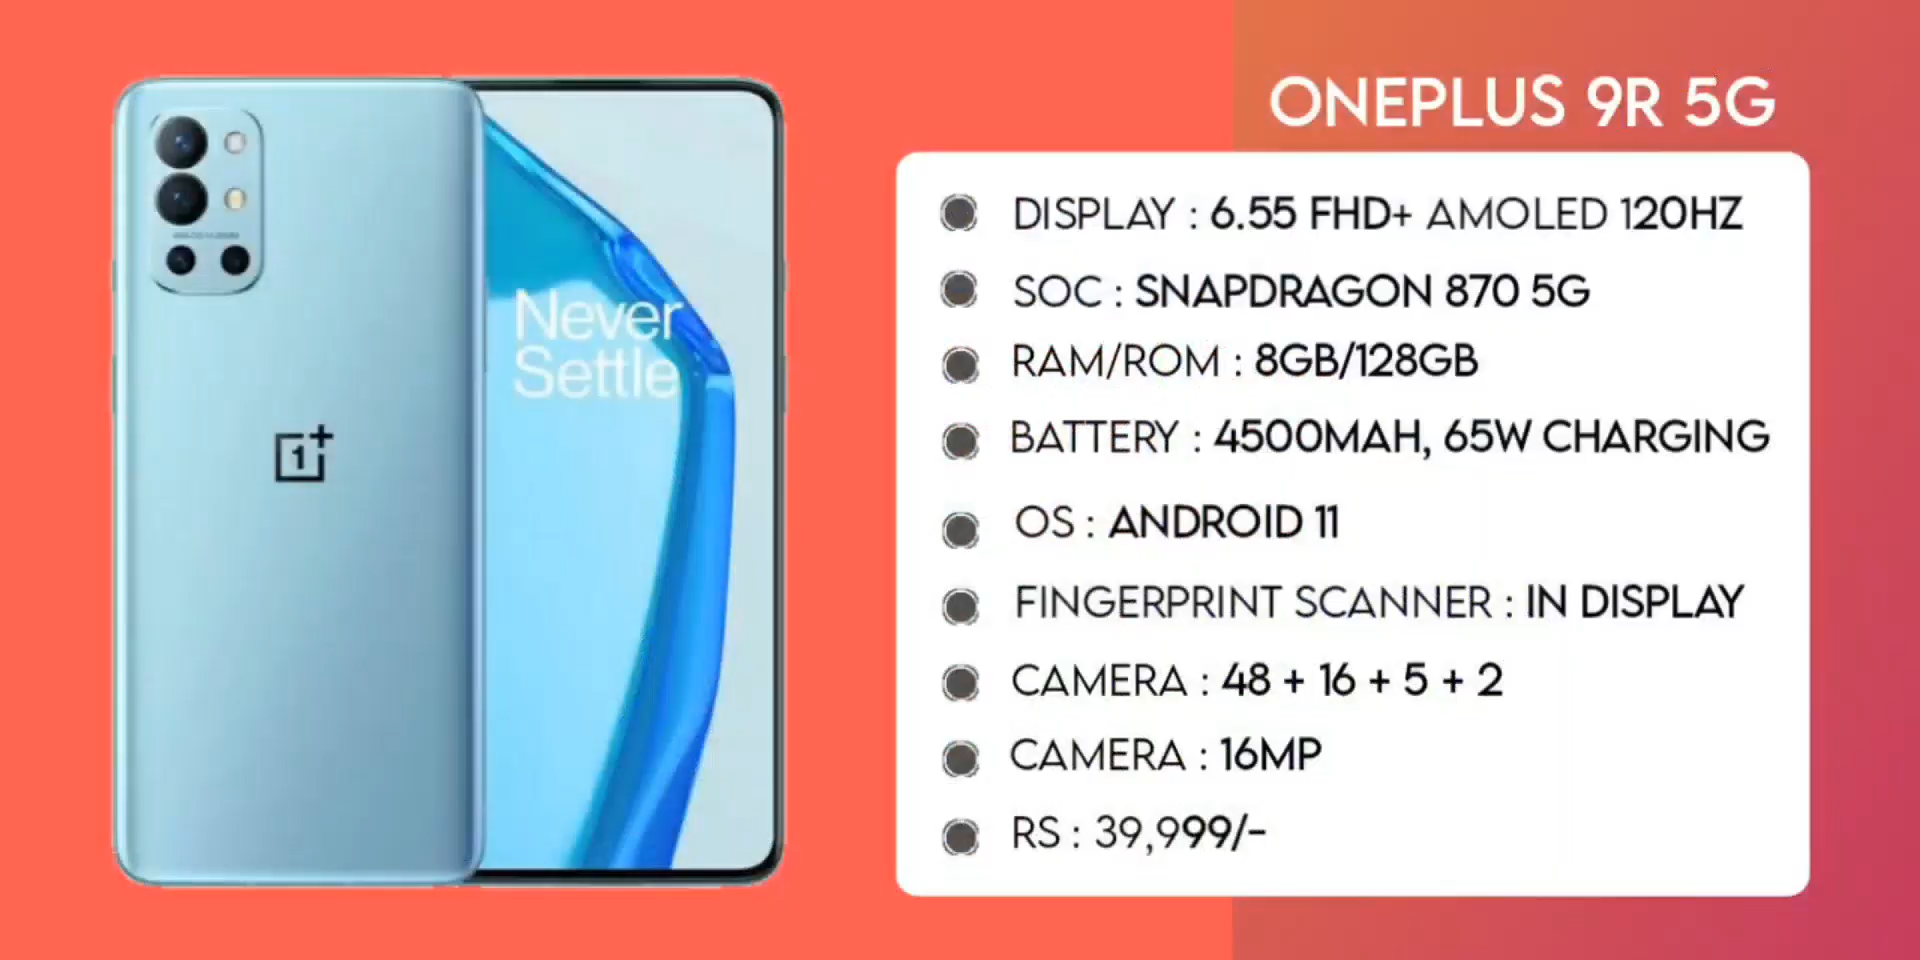 ONEPLUS 9R 5G
Never
Settle
1+
DISPLAY : 6.55 FHD+ AMOLED 120HZ
SOC : SNAPDRAGON 870 5G
RAM/ROM : 8GB/128GB
BATTERY : 4500MAH, 65W CHARGING
OS : ANDROID 11
FINGERPRINT SCANNER : IN DISPLAY
CAMERA : 48 + 16 + 5 + 2
CAMERA : 16MP
RS : 39,999/-